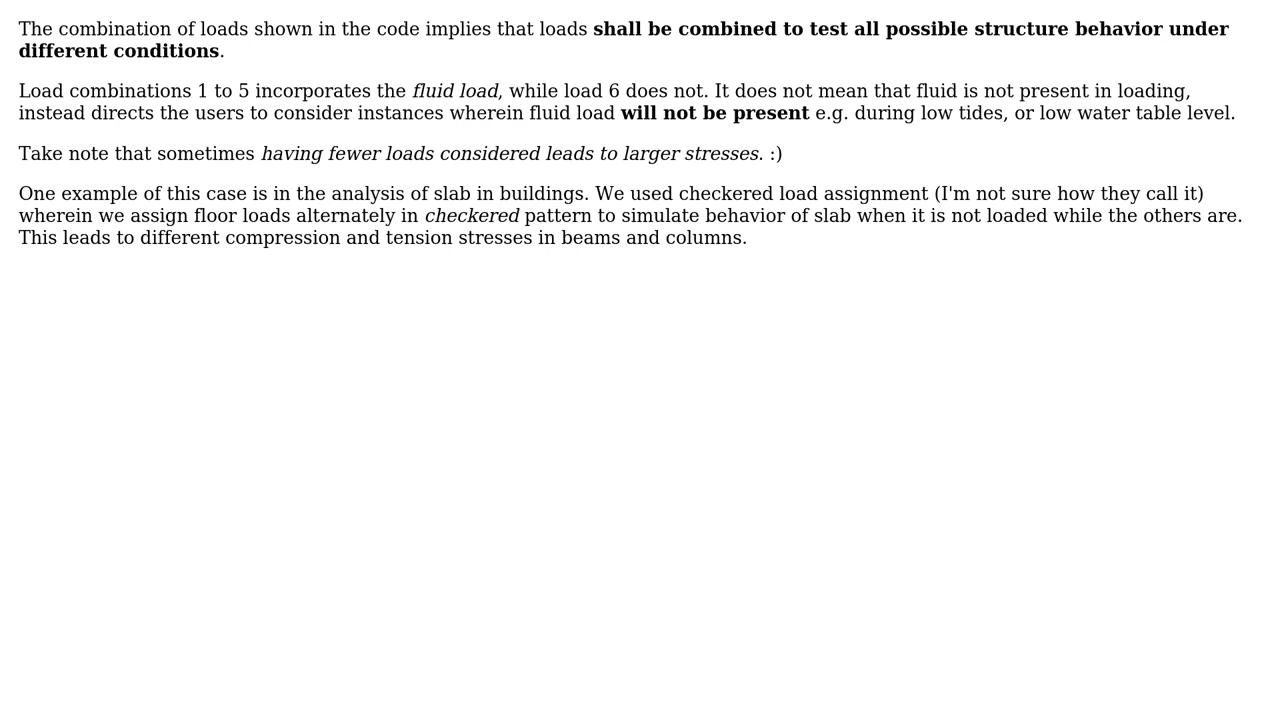 The combination of loads shown in the code implies that loads shall be combined to test all possible structure behavior under
different conditions.
Load combinations 1 to 5 incorporates the fluid load, while load 6 does not. It does not mean that fluid is not present in loading,
instead directs the users to consider instances wherein fluid load will not be present e.g. during low tides, or low water table level.
Take note that sometimes having fewer loads considered leads to larger stresses. :)
One example of this case is in the analysis of slab in buildings. We used checkered load assignment (I'm not sure how they call it)
wherein we assign floor loads alternately in checkered pattern to simulate behavior of slab when it is not loaded while the others are.
This leads to different compression and tension stresses in beams and columns.